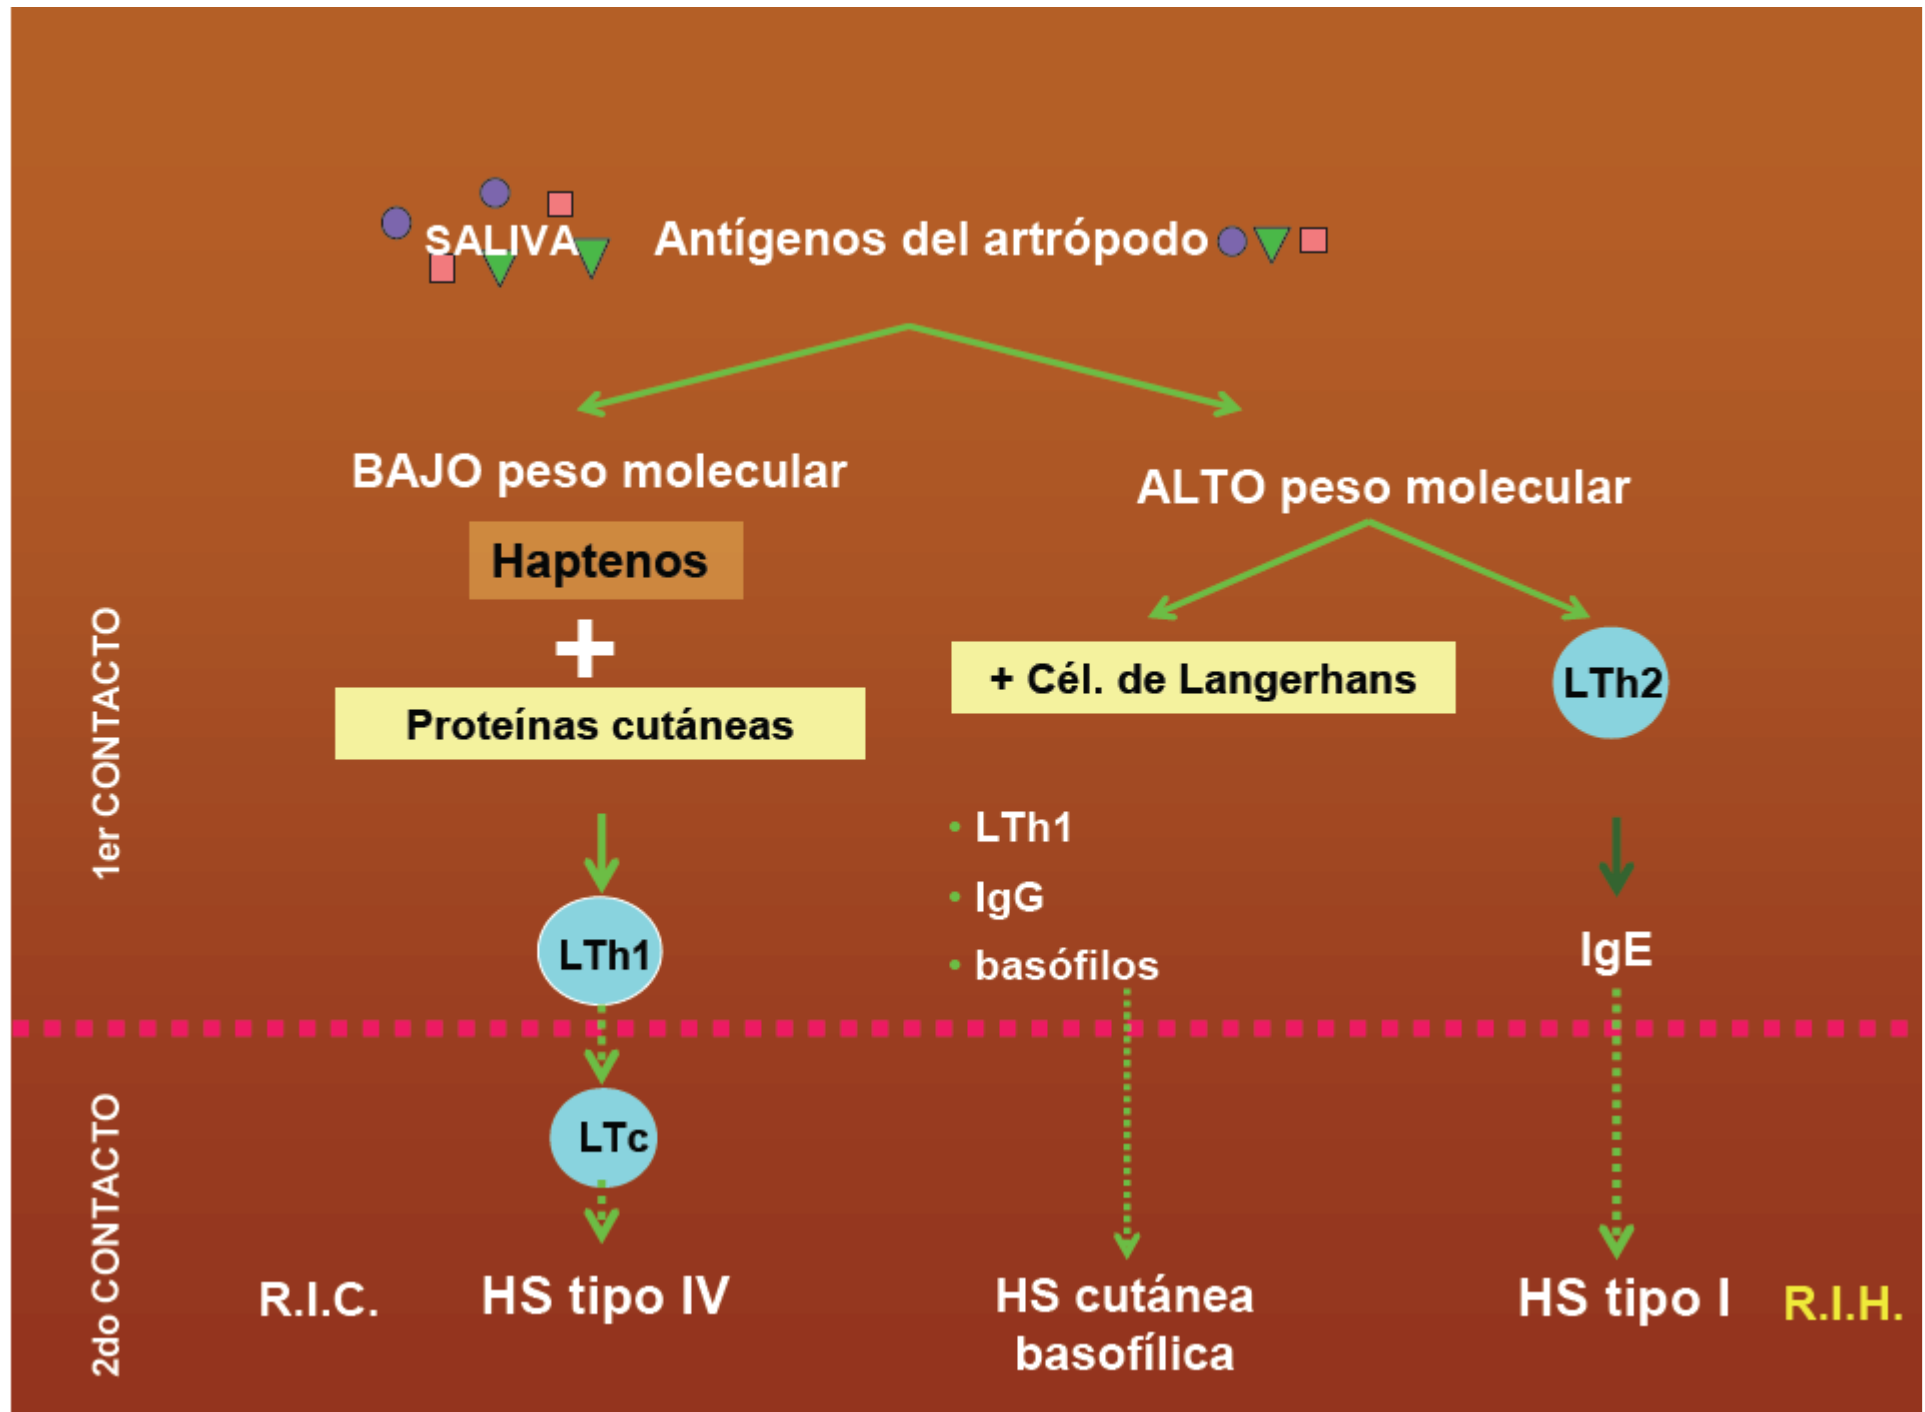 SALIVA Antígenos del artrópodo
BAJO peso molecular
ALTO peso molecular
Haptenos
+
Proteínas cutáneas
+ Cél. de Langerhans
LTh2
1er CONTACTO
• LTh1
• IgG
• basófilos
LTh1
IgE
2do CONTACTO
LTc
R.I.C.
HS tipo IV
HS cutánea
basofílica
HS tipo I
R.I.H.